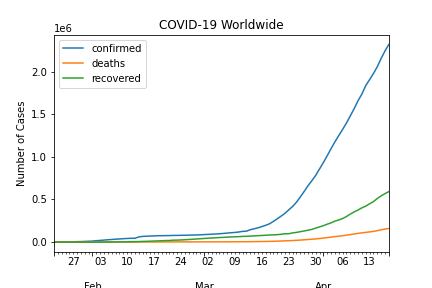 COVID-19 Worldwide
1e6
confirmed
deaths
recovered
Number of Cases
2.0
1.5
1.0
0.5
0.0
27 03 10 17 24 02 09 16 23 30 06 13
Feb Mar Apr